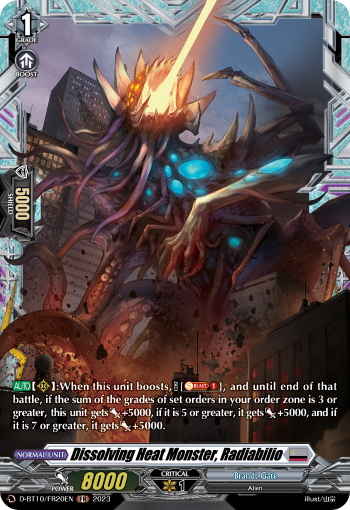 1
GRADE
BOOST
5000
SHIELD
AUTO【RC】:When this unit boosts, COST [SOUL BLAST 1], and until end of that
battle, if the sum of the grades of set orders in your order zone is 3 or
greater, this unit gets +5000, if it is 5 or greater, it gets +5000, and if
it is 7 or greater, it gets +5000.
NORMAL UNIT Dissolving Heat Monster, Radiabilio
POWER 8000 CRITICAL 1 Brandt Gate
Alien
D-BT10/FR20EN FR 2023 illust/山宗